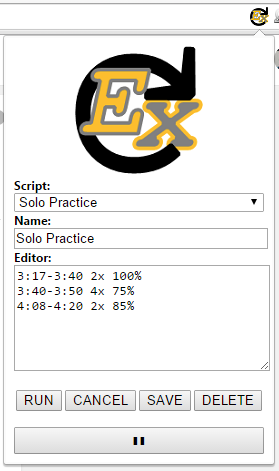 Ex
Script:
Solo Practice
Name:
Solo Practice
Editor:
3:17-3:40 2x 100%
3:40-3:50 4x 75%
4:08-4:20 2x 85%
RUN CANCEL SAVE DELETE